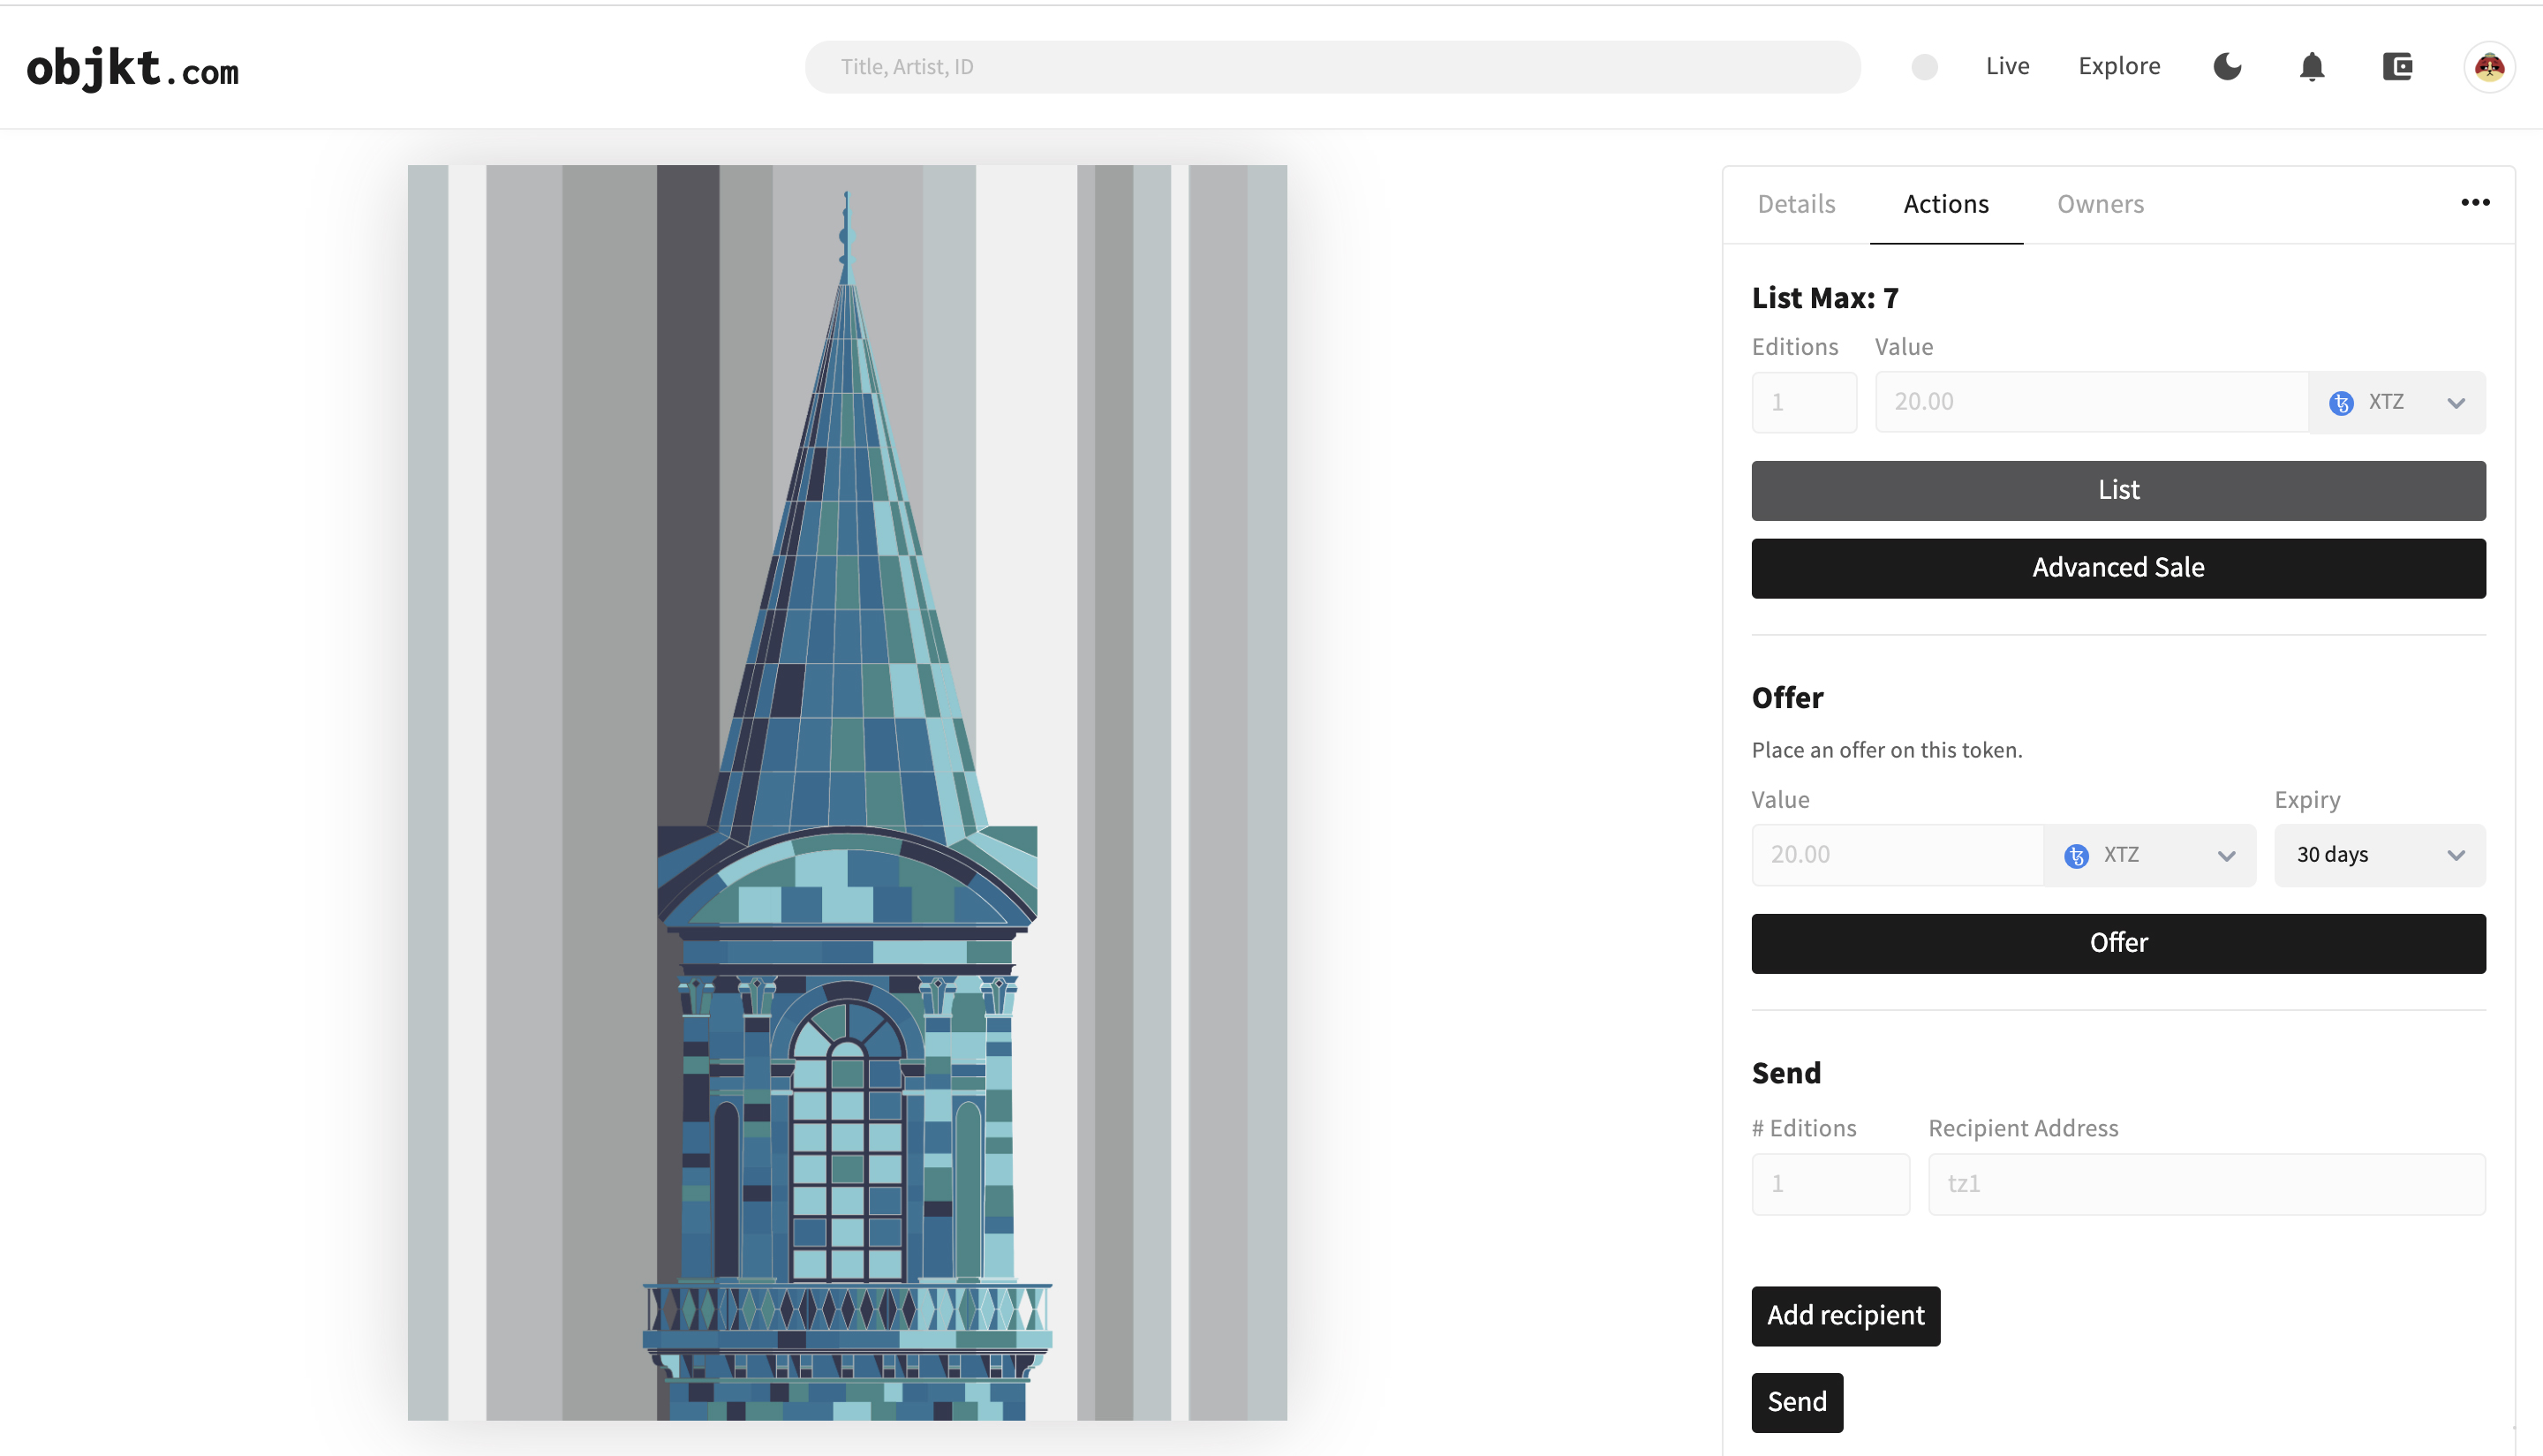 objkt.com
Title, Artist, ID
Live
Explore
Details
Actions
Owners
•••
List Max: 7
Editions
Value
1
20.00
XTZ
List
Advanced Sale
Offer
Place an offer on this token.
Value
Expiry
20.00
XTZ
30 days
Offer
Send
# Editions
Recipient Address
1
tz1
Add recipient
Send